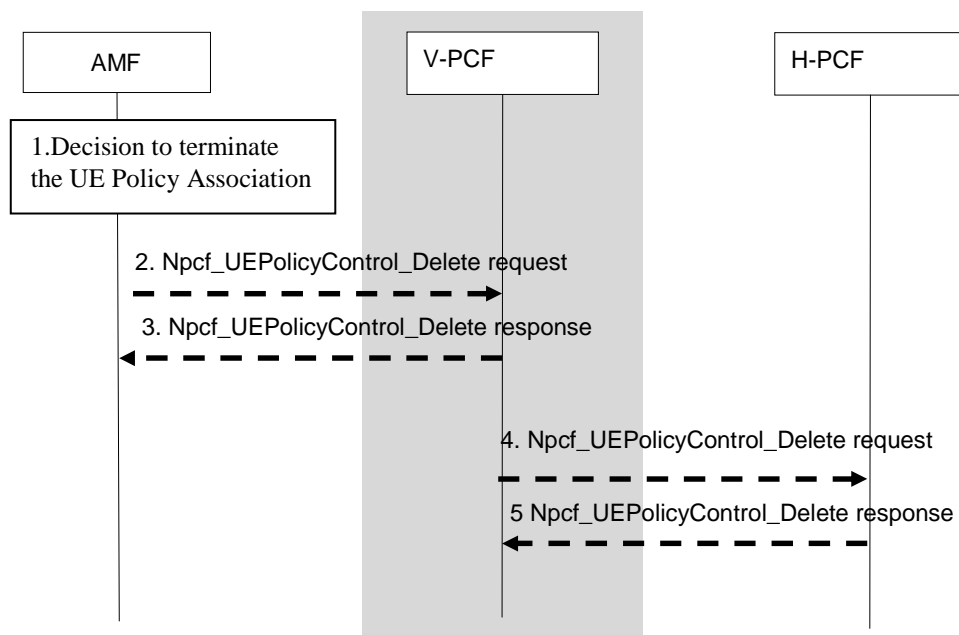 AMF
V-PCF
H-PCF
1.Decision to terminate
the UE Policy Association
2. Npcf_UEPolicyControl_Delete request
3. Npcf_UEPolicyControl_Delete response
4. Npcf_UEPolicyControl_Delete request
5 Npcf_UEPolicyControl_Delete response